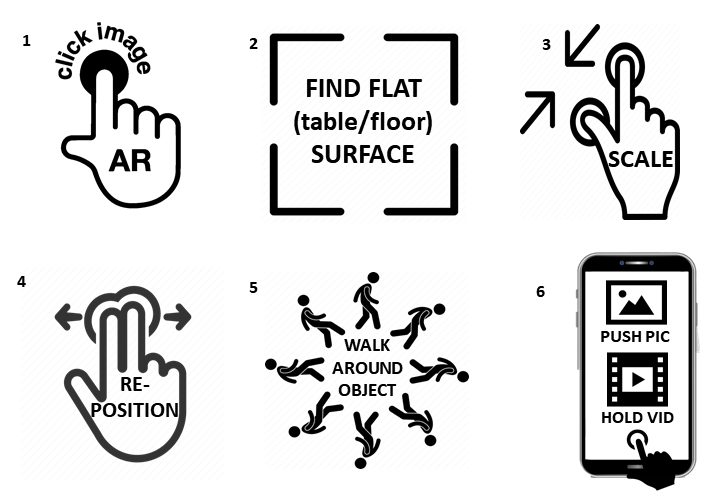 1
click image
AR
2
FIND FLAT
(table/floor)
SURFACE
3
SCALE
4
RE-
POSITION
5
WALK
AROUND
OBJECT
6
PUSH PIC
HOLD VID